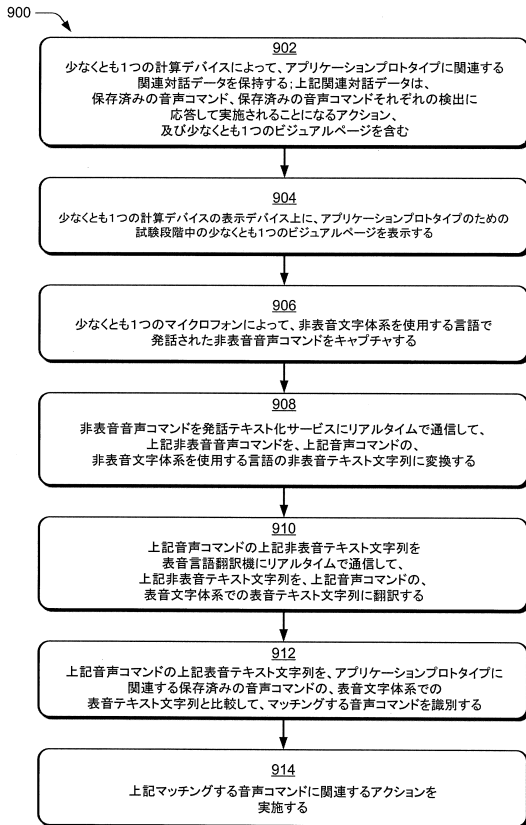 900
902
少なくとも1つの計算デバイスによって、アプリケーションプロトタイプに関連する
関連対話データを保持する；上記関連対話データは、
保存済みの音声コマンド、保存済みの音声コマンドそれぞれの検出に
応答して実施されることになるアクション、
及び少なくとも1つのビジュアルページを含む
904
少なくとも1つの計算デバイスの表示デバイス上に、アプリケーションプロトタイプのための
試験段階中の少なくとも1つのビジュアルページを表示する
906
少なくとも1つのマイクロフォンによって、非表音文字体系を使用する言語で
発話された非表音音声コマンドをキャプチャする
908
非表音音声コマンドを発話テキスト化サービスにリアルタイムで通信して、
上記非表音音声コマンドを、上記音声コマンドの、
非表音文字体系を使用する言語の非表音テキスト文字列に変換する
910
上記音声コマンドの上記非表音テキスト文字列を
表音言語翻訳機にリアルタイムで通信して、
上記非表音テキスト文字列を、上記音声コマンドの、
表音文字体系での表音テキスト文字列に翻訳する
912
上記音声コマンドの上記表音テキスト文字列を、アプリケーションプロトタイプに
関連する保存済みの音声コマンドの、表音文字体系での
表音テキスト文字列と比較して、マッチングする音声コマンドを識別する
914
上記マッチングする音声コマンドに関連するアクションを
実施する